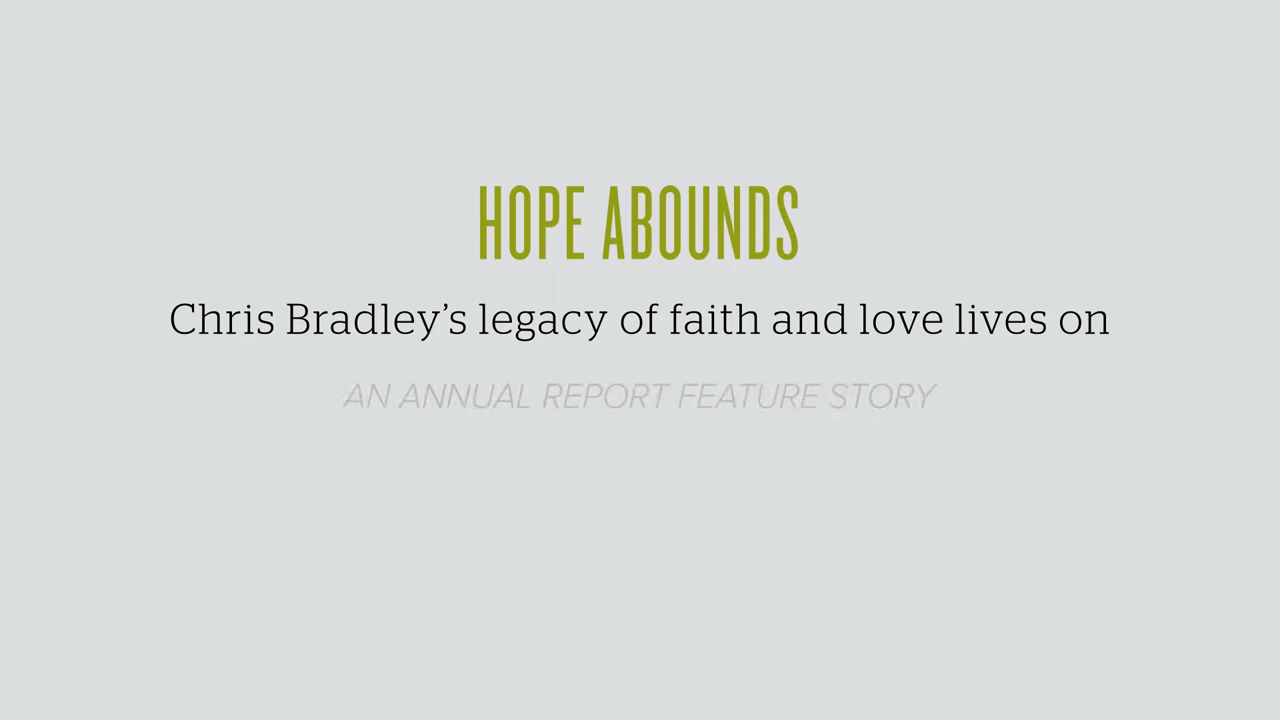 HOPE ABOUNDS
Chris Bradley’s legacy of faith and love lives on
AN ANNUAL REPORT FEATURE STORY